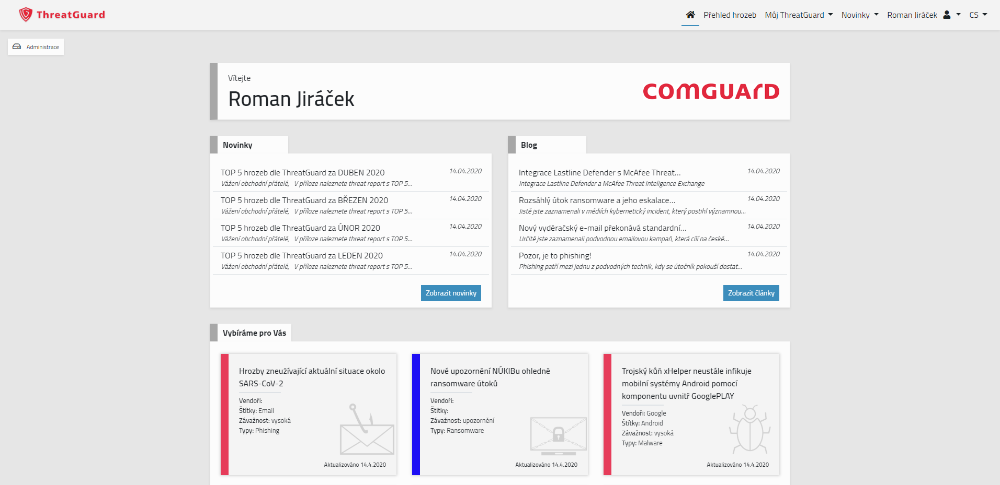 ThreatGuard
Přehled hrozeb
Můj ThreatGuard
Novinky
Roman Jiráček
CS
Administrace
Vítejte
Roman Jiráček
COMGUARD
Novinky
TOP 5 hrozeb dle ThreatGuard za DUBEN 2020
14.04.2020
Vážení obchodní přátelé, V příloze naleznete threat report s TOP 5...
TOP 5 hrozeb dle ThreatGuard za BŘEZEN 2020
14.04.2020
Vážení obchodní přátelé, V příloze naleznete threat report s TOP 5...
TOP 5 hrozeb dle ThreatGuard za ÚNOR 2020
14.04.2020
Vážení obchodní přátelé, V příloze naleznete threat report s TOP 5...
TOP 5 hrozeb dle ThreatGuard za LEDEN 2020
14.04.2020
Vážení obchodní přátelé, V příloze naleznete threat report s TOP 5...
Zobrazit novinky
Blog
Integrace Lastline Defender s McAfee Threat...
14.04.2020
Integrace Lastline Defender a McAfee Threat Inteligence Exchange
Rozsáhlý útok ransomware a jeho eskalace...
14.04.2020
Jistě jste zaznamenali v médiích kybernetický incident, který postihl významnou...
Nový vyděračský e-mail překonává standardní...
14.04.2020
Určitě jste zaznamenali podvodnou emailovou kampaň, která cílí na české...
Pozor, je to phishing!
14.04.2020
Phishing patří mezi jednu z podvodných technik, kdy se útočník pokouší dostat...
Zobrazit články
Vybíráme pro Vás
Hrozby zneužívající aktuální situace okolo
SARS-CoV-2
Vendoři:
Štítky: Email
Závažnost: vysoká
Typy: Phishing
Aktualizováno 14.4.2020
Nové upozornění NÚKIBu ohledně
ransomware útoků
Vendoři:
Štítky:
Závažnost: upozornění
Typy: Ransomware
Aktualizováno 14.4.2020
Trojský kůň xHelper neustále infikuje
mobilní systémy Android pomocí
komponentu uvnitř GooglePLAY
Vendoři: Google
Štítky: Android
Závažnost: vysoká
Typy: Malware
Aktualizováno 14.4.2020